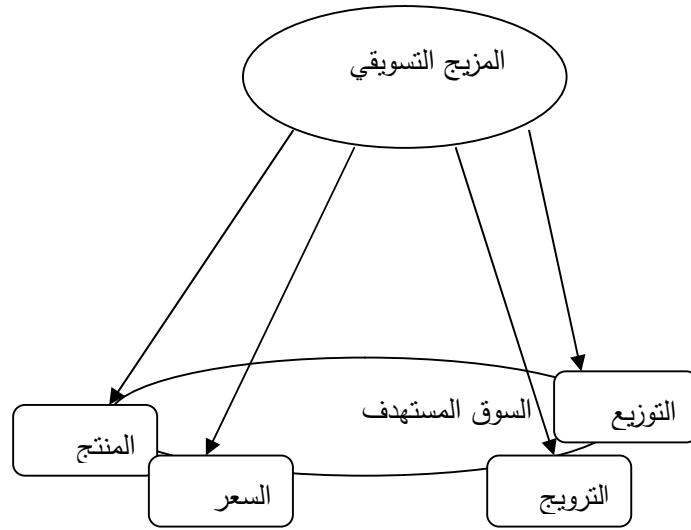 المزيج التسويقي
السوق المستهدف
التوزيع
المنتج
الترويج
السعر